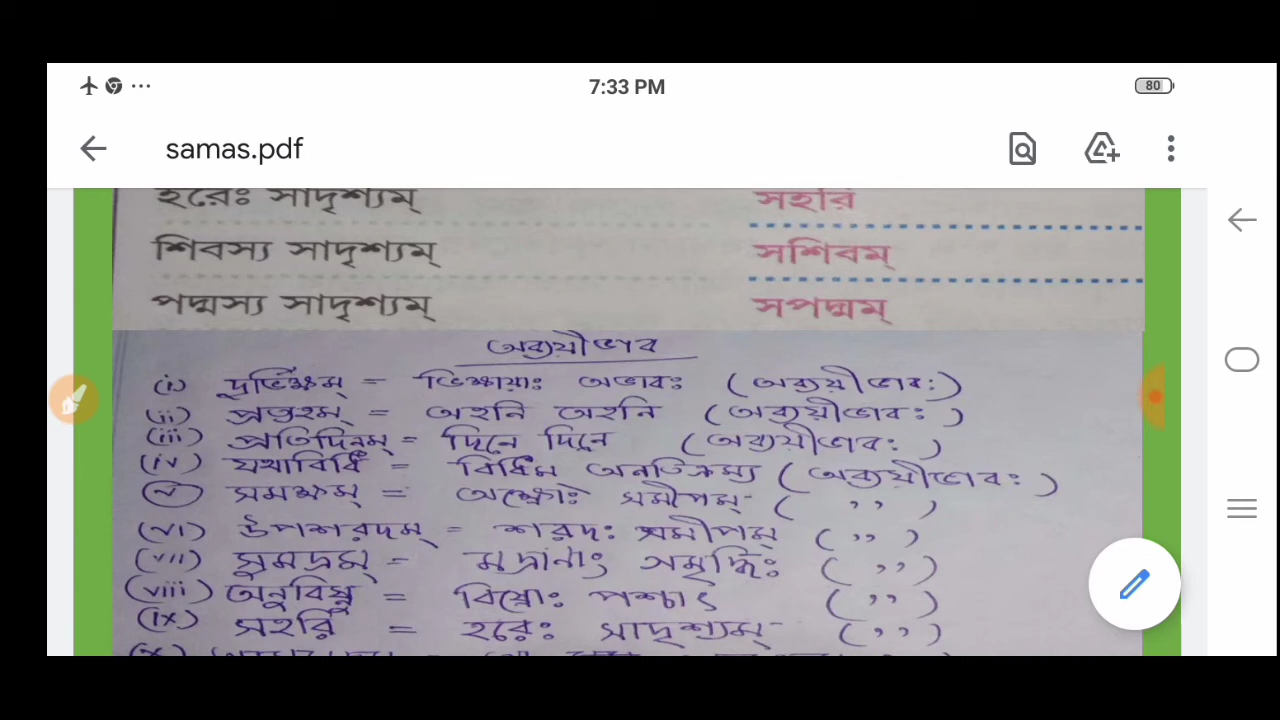 7:33 PM
80
samas.pdf
হরেঃ সাদৃশ্যম্ সহরি
শিবস্য সাদৃশ্যম্ সশিবম্
পদ্মস্য সাদৃশ্যম্ সপদ্মম্
অব্যয়ীভাব
(i) দুর্ভিক্ষম্ = ভিক্ষায়াঃ অভাবঃ (অব্যয়ীভাবঃ)
(ii) প্রত্যহম্ = অহনি অহনি (অব্যয়ীভাবঃ)
(iii) প্রতিদিনম্ = দিনে দিনে (অব্যয়ীভাবঃ)
(iv) যথাবিধি = বিধিম অনতিক্রম্য (অব্যয়ীভাবঃ)
(v) সমক্ষম্ = অক্ষোঃ সমীপম্ ( ,, )
(vi) উপশরদম্ = শরদঃ সমীপম্ ( ,, )
(vii) সুমদ্রম্ = মদ্রানাং সমৃদ্ধিঃ ( ,, )
(viii) অনুবিষ্ণু = বিষ্ণোঃ পশ্চাৎ ( ,, )
(ix) সহরি = হরেঃ সাদৃশ্যম্ ( ,, )